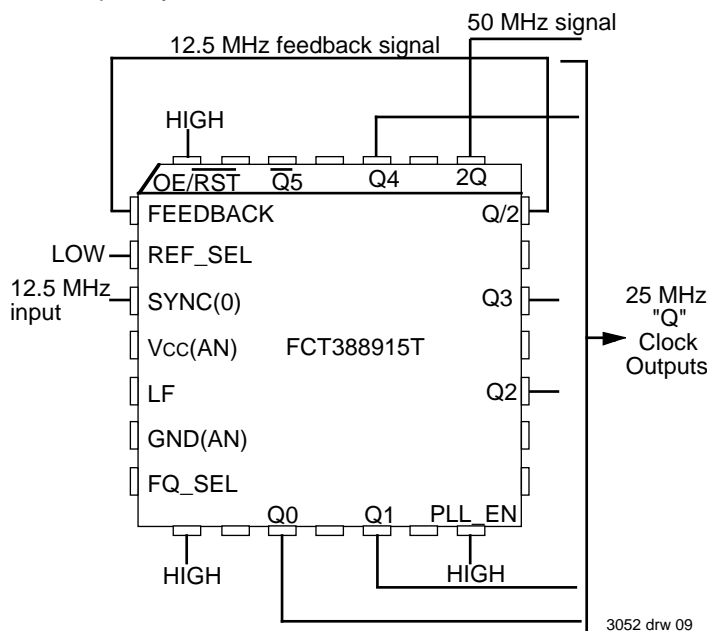 50 MHz signal
12.5 MHz feedback signal
HIGH
OE/R̅S̅T̅ Q̅5 Q4 2Q
FEEDBACK Q/2
LOW REF_SEL
12.5 MHz
input
SYNC(0) Q3
VCC(AN) FCT388915T
LF Q2
GND(AN)
FQ_SEL
Q0 Q1 PLL_EN
HIGH HIGH
25 MHz
"Q"
Clock
Outputs
3052 drw 09